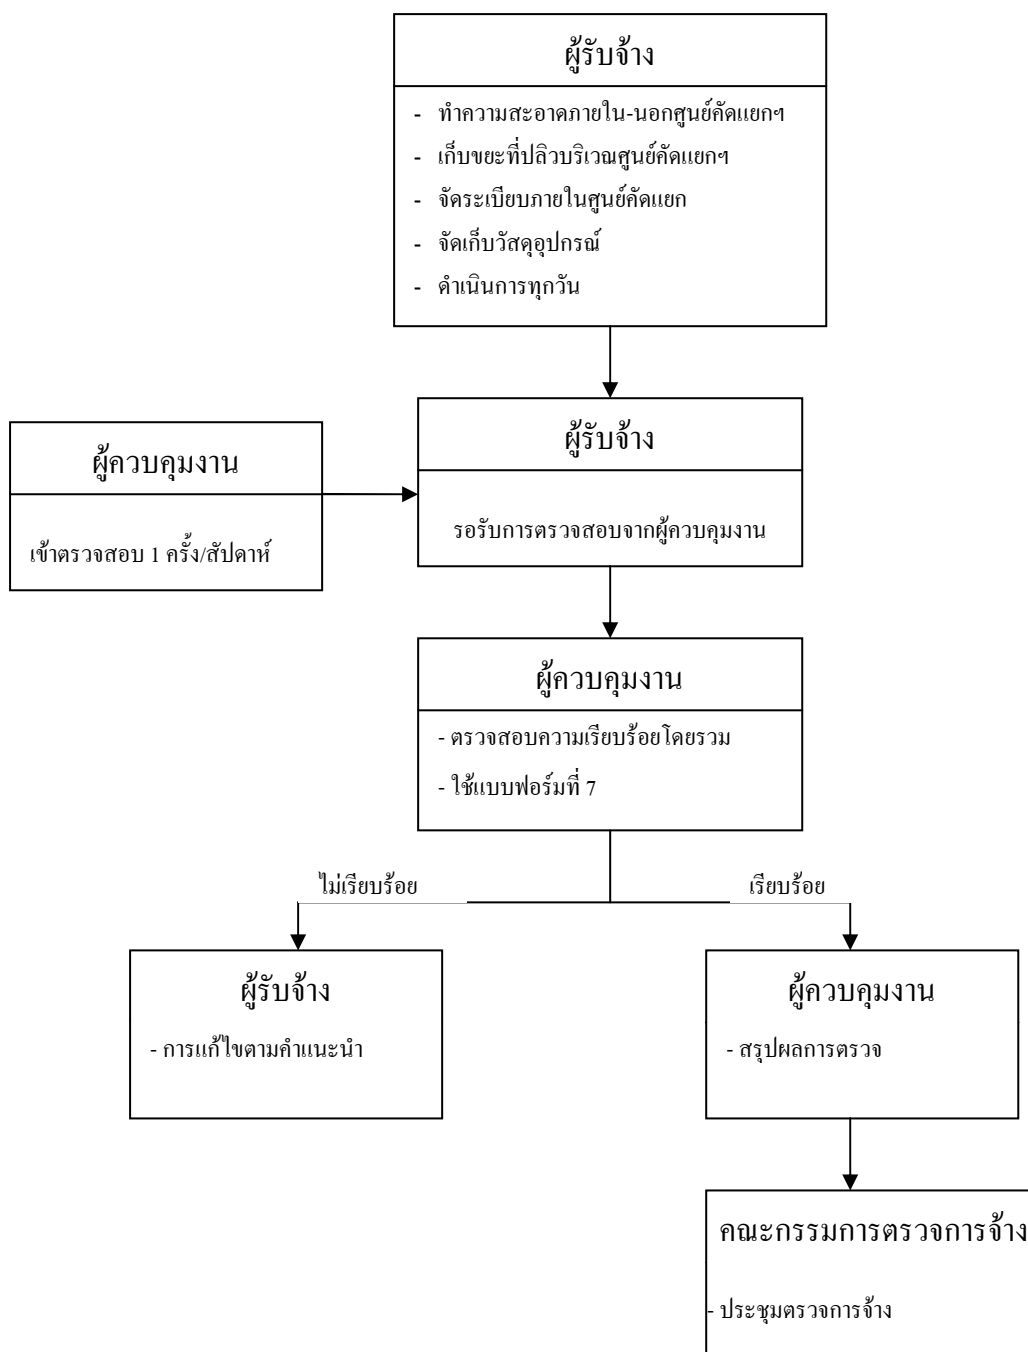 ผู้รับจ้าง
- ทำความสะอาดภายใน-นอกศูนย์คัดแยกฯ
- เก็บขยะที่ปลิวบริเวณศูนย์คัดแยกฯ
- จัดระเบียบภายในศูนย์คัดแยก
- จัดเก็บวัสดุอุปกรณ์
- ดำเนินการทุกวัน
ผู้ควบคุมงาน
เข้าตรวจสอบ 1 ครั้ง/สัปดาห์
ผู้รับจ้าง
รอรับการตรวจสอบจากผู้ควบคุมงาน
ผู้ควบคุมงาน
- ตรวจสอบความเรียบร้อยโดยรวม
- ใช้แบบฟอร์มที่ 7
ไม่เรียบร้อย
เรียบร้อย
ผู้รับจ้าง
- การแก้ไขตามคำแนะนำ
ผู้ควบคุมงาน
- สรุปผลการตรวจ
คณะกรรมการตรวจการจ้าง
- ประชุมตรวจการจ้าง